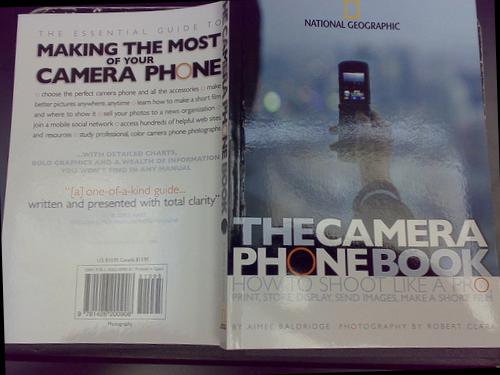 THE ESSENTIAL GUIDE TO
MAKING THE MOST
OF YOUR
CAMERA PHONE
choose the perfect camera phone and all the accessories make
better pictures anywhere, anytime learn how to make a short film
and where to show it sell your photos to a news organization
join a mobile social network access hundreds of helpful web sites
and resources study professional, color camera phone photographs
...WITH DETAILED CHARTS,
BOLD GRAPHICS AND A WEALTH OF INFORMATION
YOU WON'T FIND IN ANY MANUAL
"[a] one-of-a-kind guide...
written and presented with total clarity"
Photography
THE CAMERA PHONE BOOK
NATIONAL GEOGRAPHIC
THE CAMERA
PHONE BOOK
HOW TO SHOOT LIKE A PRO,
PRINT, STORE, DISPLAY, SEND IMAGES, MAKE A SHORT FILM
BY AIMEE BALDRIDGE PHOTOGRAPHY BY ROBERT CLARK